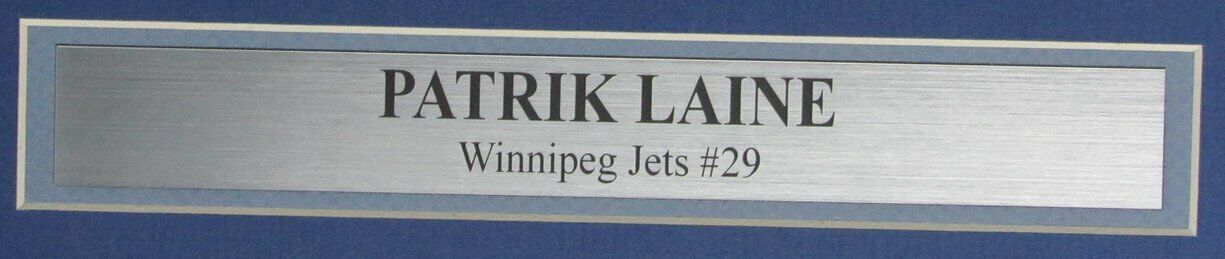 PATRIK LAINE
Winnipeg Jets #29